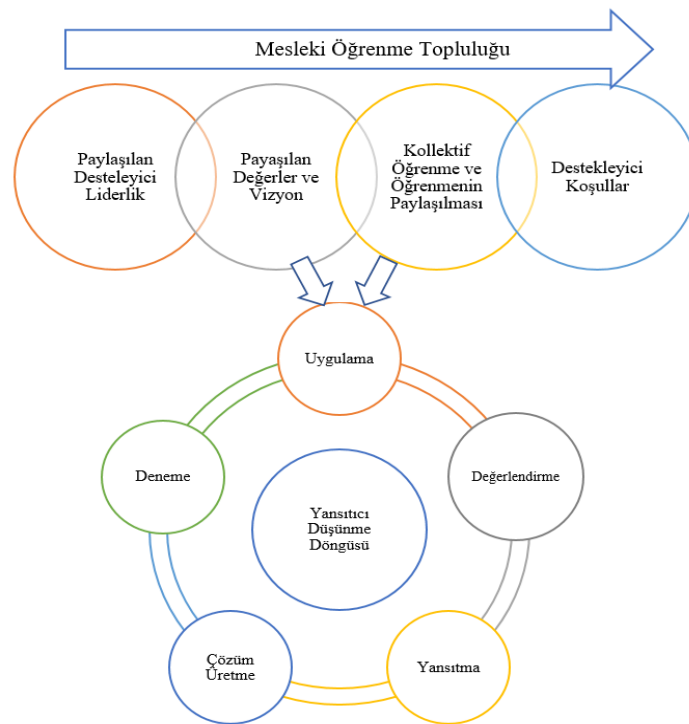 Mesleki Öğrenme Topluluğu
Paylaşılan
Desteleyici
Liderlik
Payaşılan
Değerler ve
Vizyon
Kollektif
Öğrenme ve
Öğrenmenin
Paylaşılması
Destekleyici
Koşullar
Uygulama
Değerlendirme
Yansıtma
Çözüm
Üretme
Deneme
Yansıtıcı
Düşünme
Döngüsü